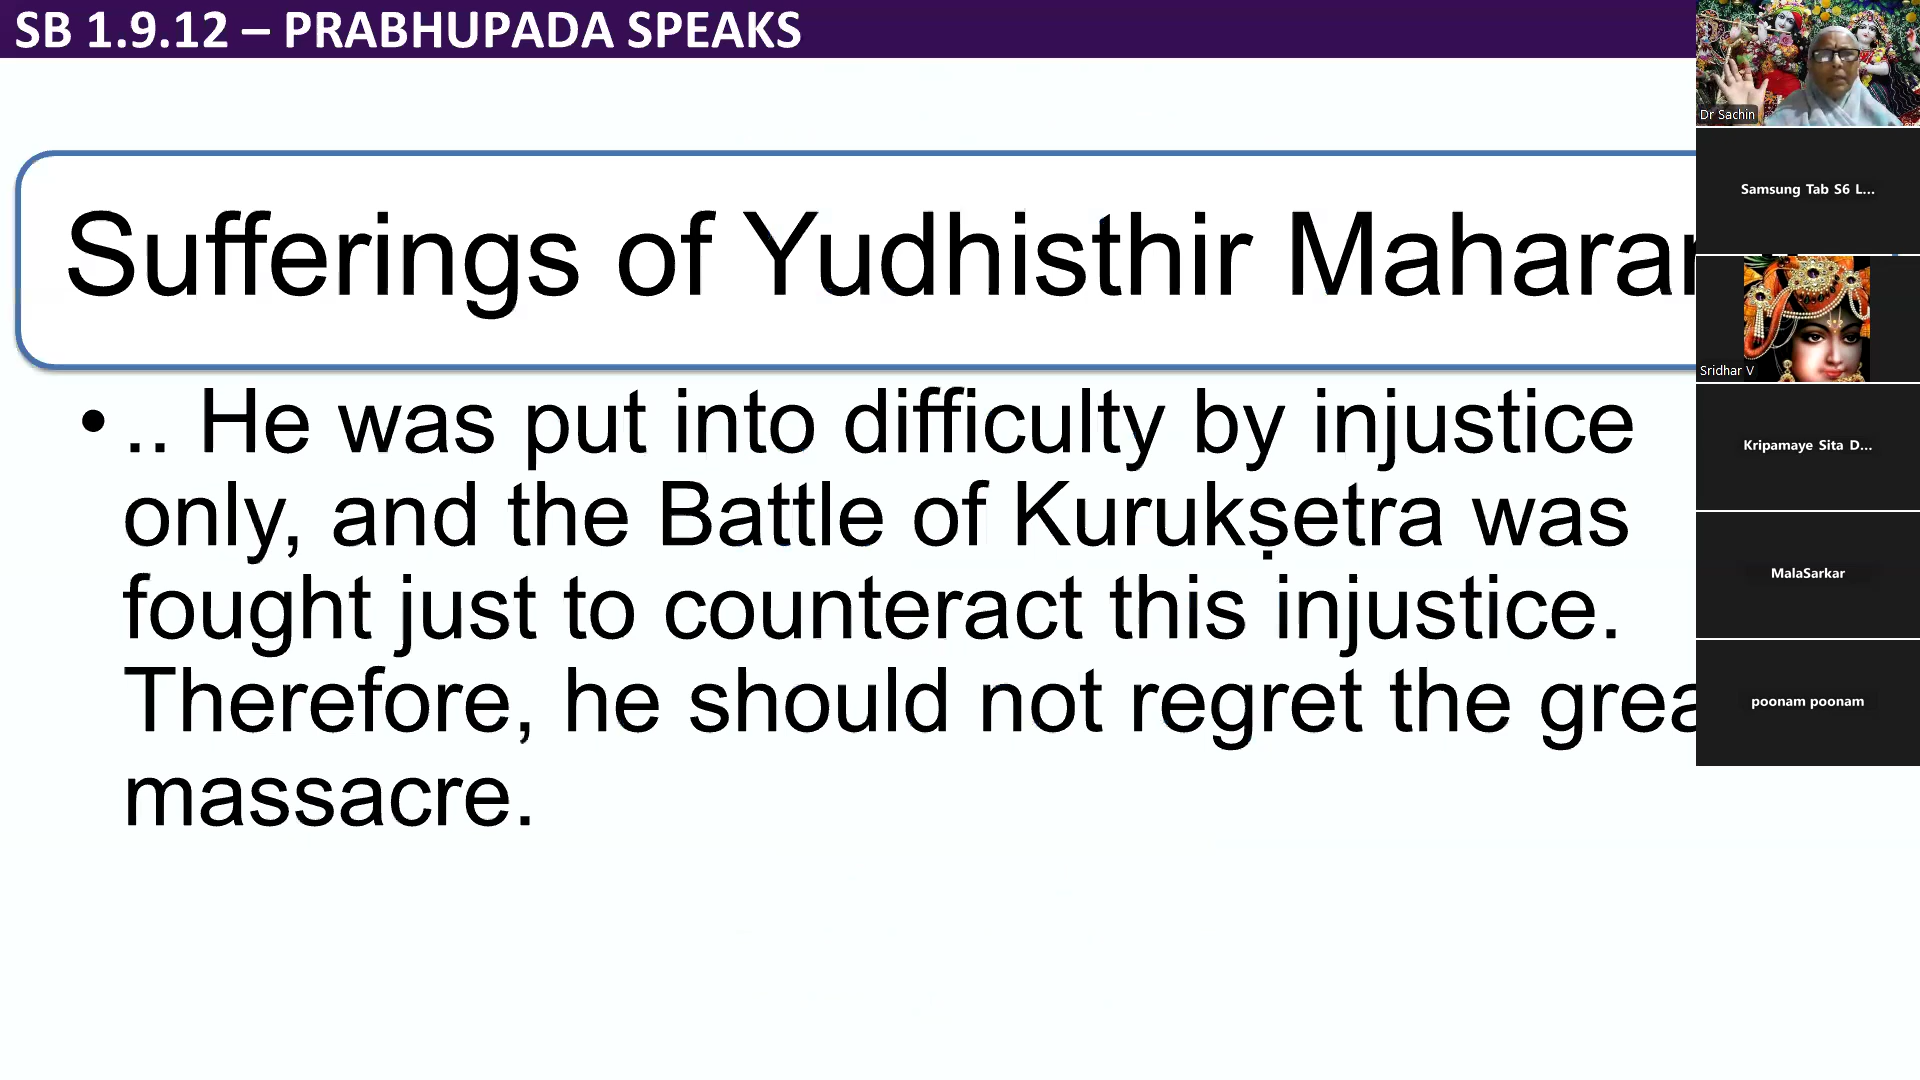 SB 1.9.12 – PRABHUPADA SPEAKS
Sufferings of Yudhisthir
• .. He was put into difficulty by injustice
only, and the Battle of Kurukṣetra was
fought just to counteract this injustice.
Therefore, he should not regret the
massacre.
Dr Sachin
Samsung Tab S6 L...
Sridhar V
Kripamaye Sita D...
MalaSarkar
poonam poonam